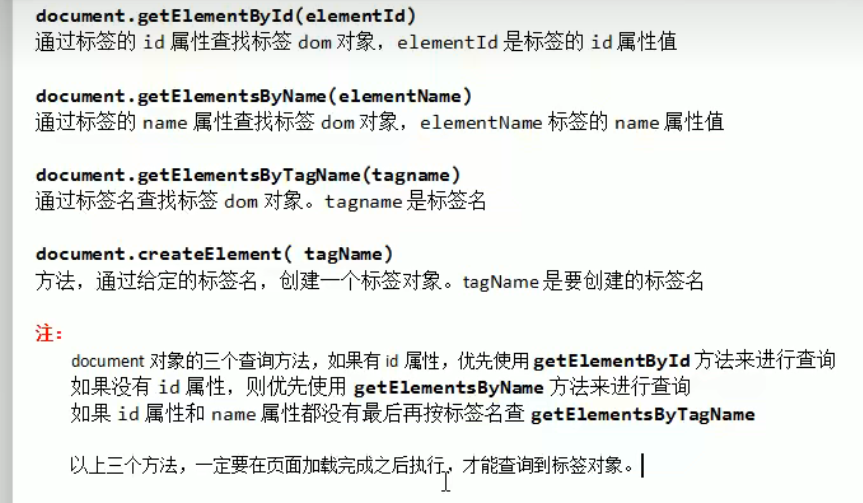 document.getElementById(elementId)
通过标签的 id 属性查找标签 dom 对象，elementId 是标签的 id 属性值
document.getElementsByName(elementName)
通过标签的 name 属性查找标签 dom 对象，elementName 标签的 name 属性值
document.getElementsByTagName(tagname)
通过标签名查找标签 dom 对象。tagname 是标签名
document.createElement( tagName)
方法，通过给定的标签名，创建一个标签对象。tagName 是要创建的标签名
注：
document 对象的三个查询方法，如果有 id 属性，优先使用 getElementById 方法来进行查询
如果没有 id 属性，则优先使用 getElementsByName 方法来进行查询
如果 id 属性和 name 属性都没有最后再按标签名查 getElementsByTagName
以上三个方法，一定要在页面加载完成之后执行，才能查询到标签对象。